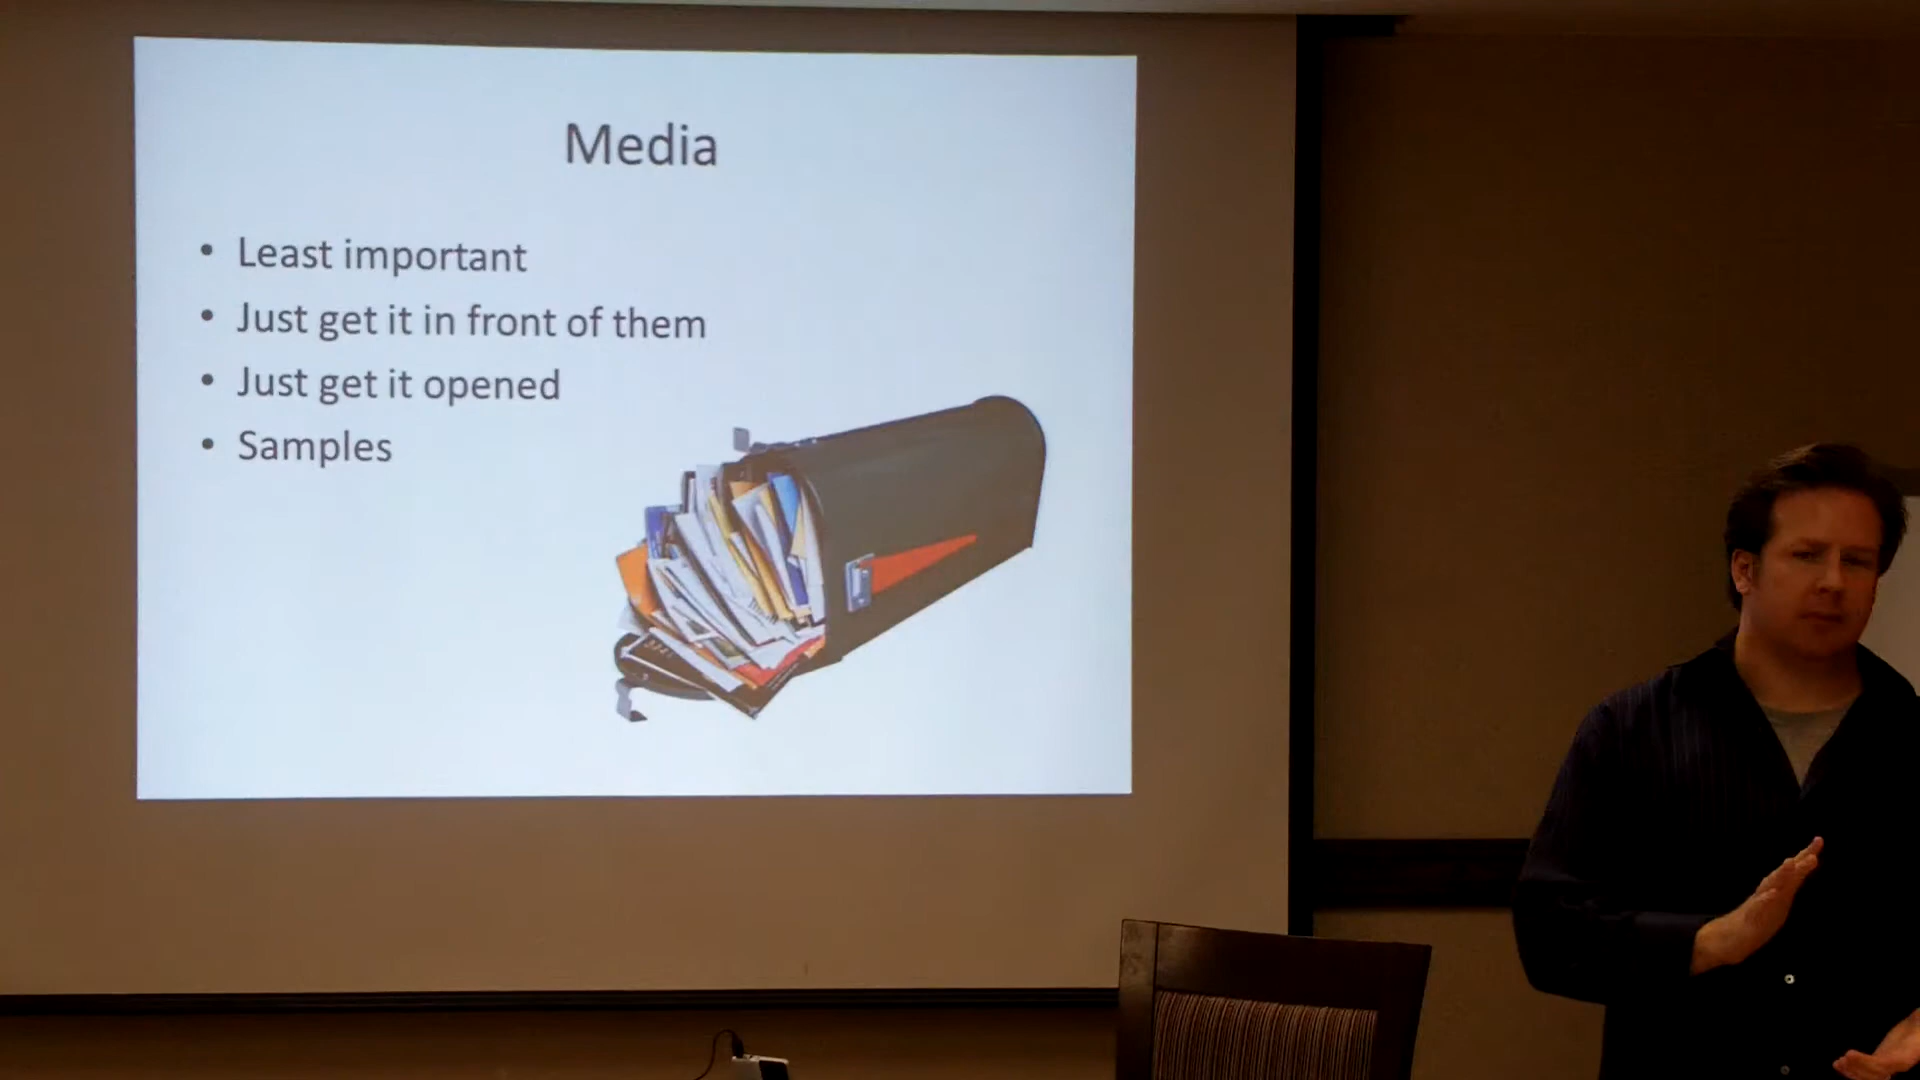 Media
• Least important
• Just get it in front of them
• Just get it opened
• Samples